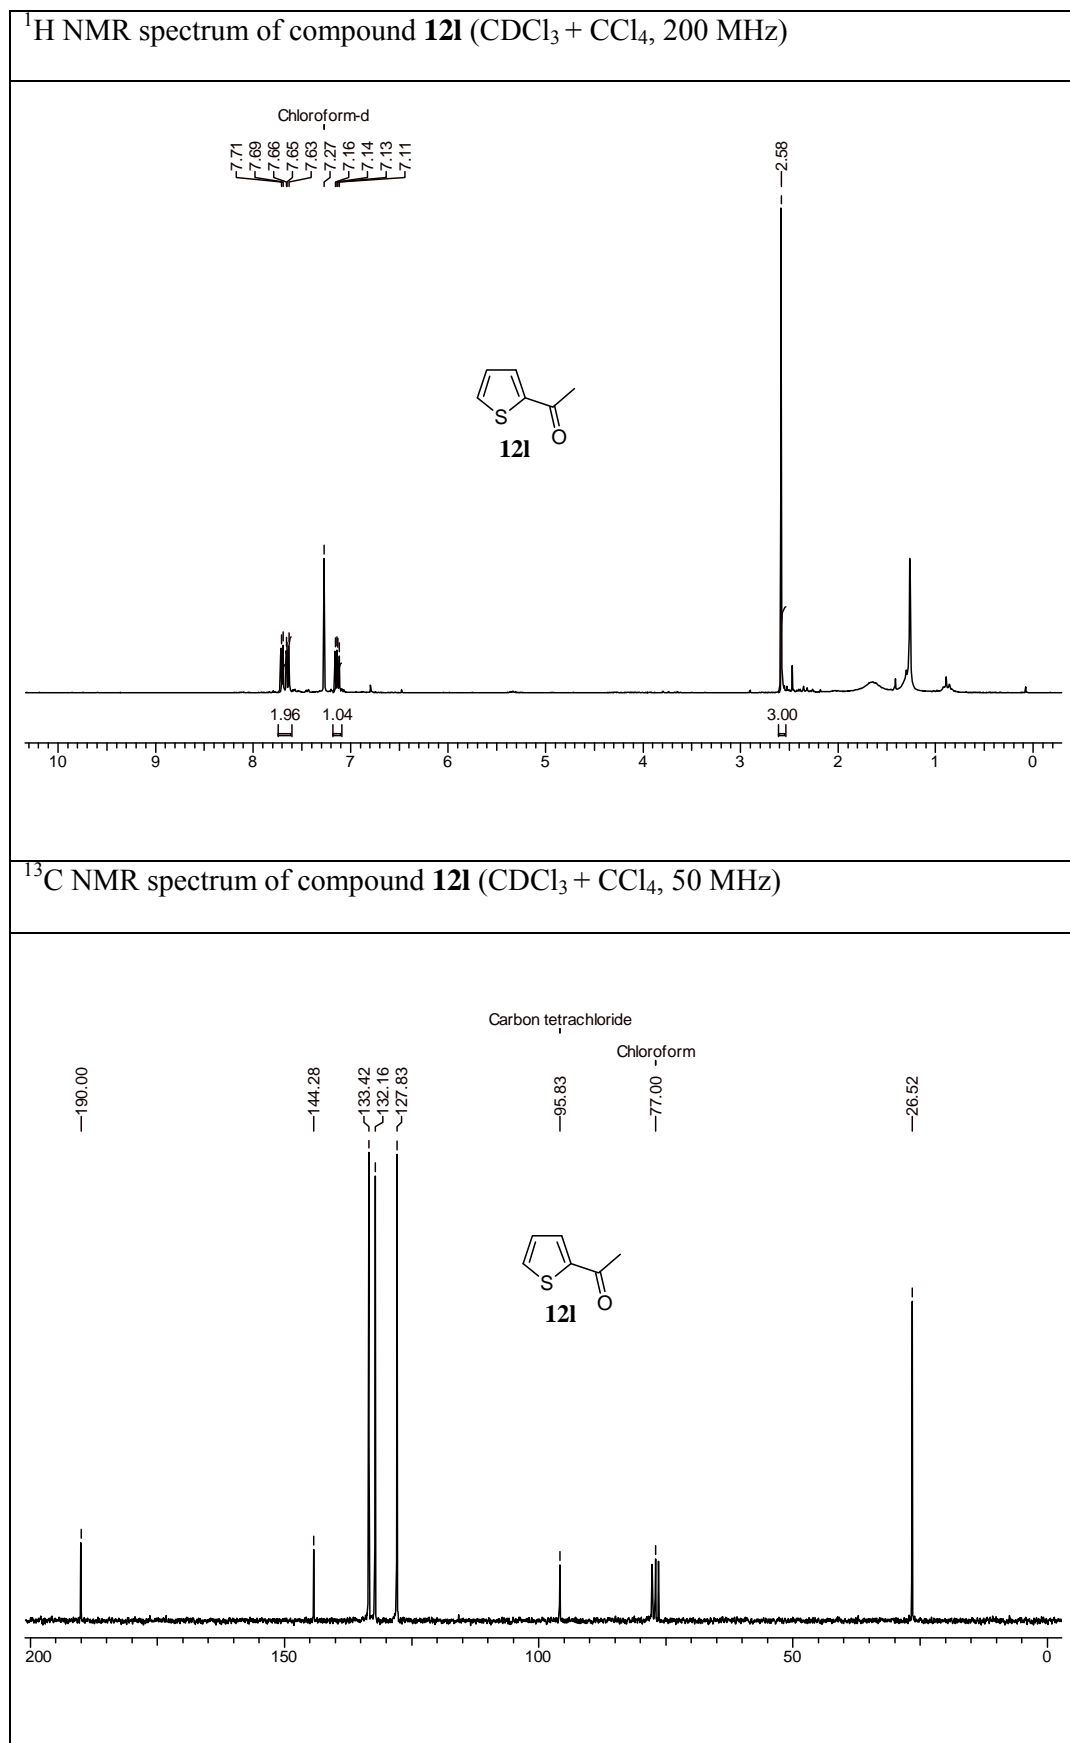 ¹H NMR spectrum of compound 12l (CDCl₃ + CCl₄, 200 MHz)
Chloroform-d
7.71 7.69 7.66 7.65 7.63 7.27 7.16 7.14 7.13 7.11 2.58
S
O
12l
1.96 1.04 3.00
10 9 8 7 6 5 4 3 2 1 0
¹³C NMR spectrum of compound 12l (CDCl₃ + CCl₄, 50 MHz)
Carbon tetrachloride
Chloroform
190.00 144.28 133.42 132.16 127.83 95.83 77.00 26.52
S
O
12l
200 150 100 50 0